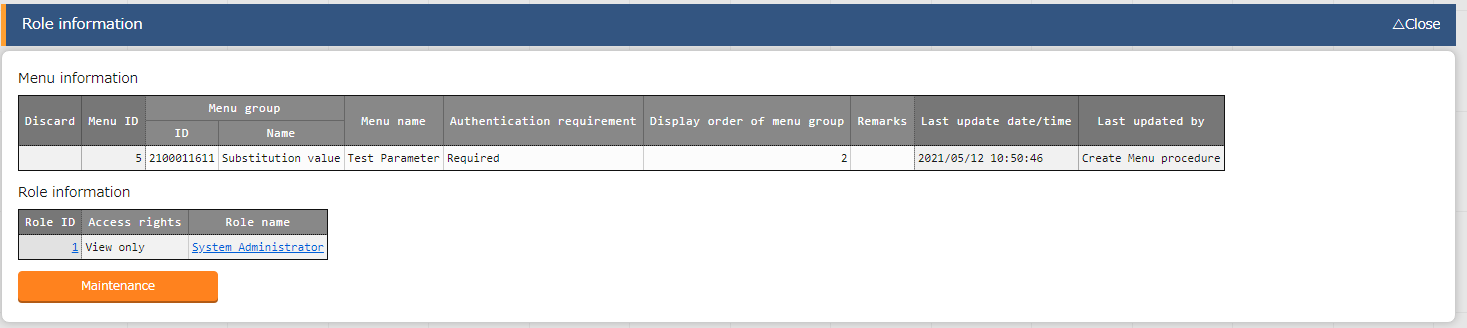 Role information △Close
Menu information
Discard Menu ID Menu group Menu name Authentication requirement Display order of menu group Remarks Last update date/time Last updated by
ID Name
5 2100011611 Substitution value Test Parameter Required 2 2021/05/12 10:50:46 Create Menu procedure
Role information
Role ID Access rights Role name
1 View only System Administrator
Maintenance